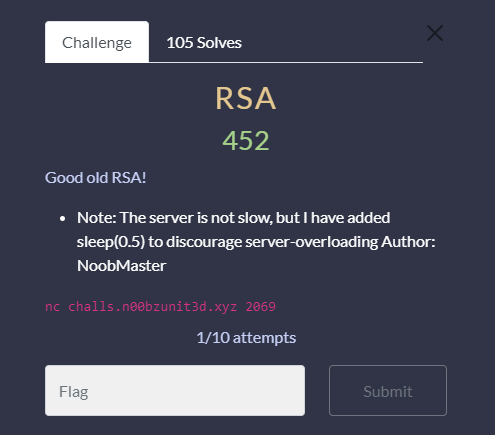 Challenge
105 Solves
RSA
452
Good old RSA!
• Note: The server is not slow, but I have added
sleep(0.5) to discourage server-overloading Author:
NoobMaster
nc challs.n00bzunit3d.xyz 2069
1/10 attempts
Flag
Submit